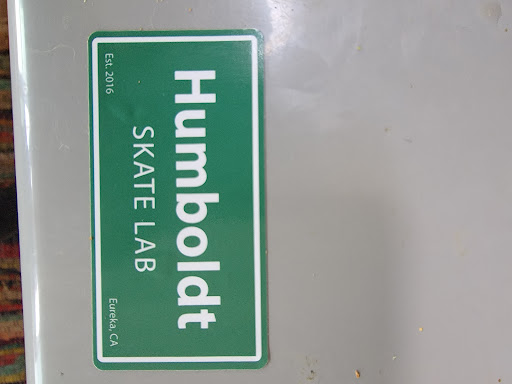 Humboldt
SKATE LAB
Est. 2016
Eureka, CA